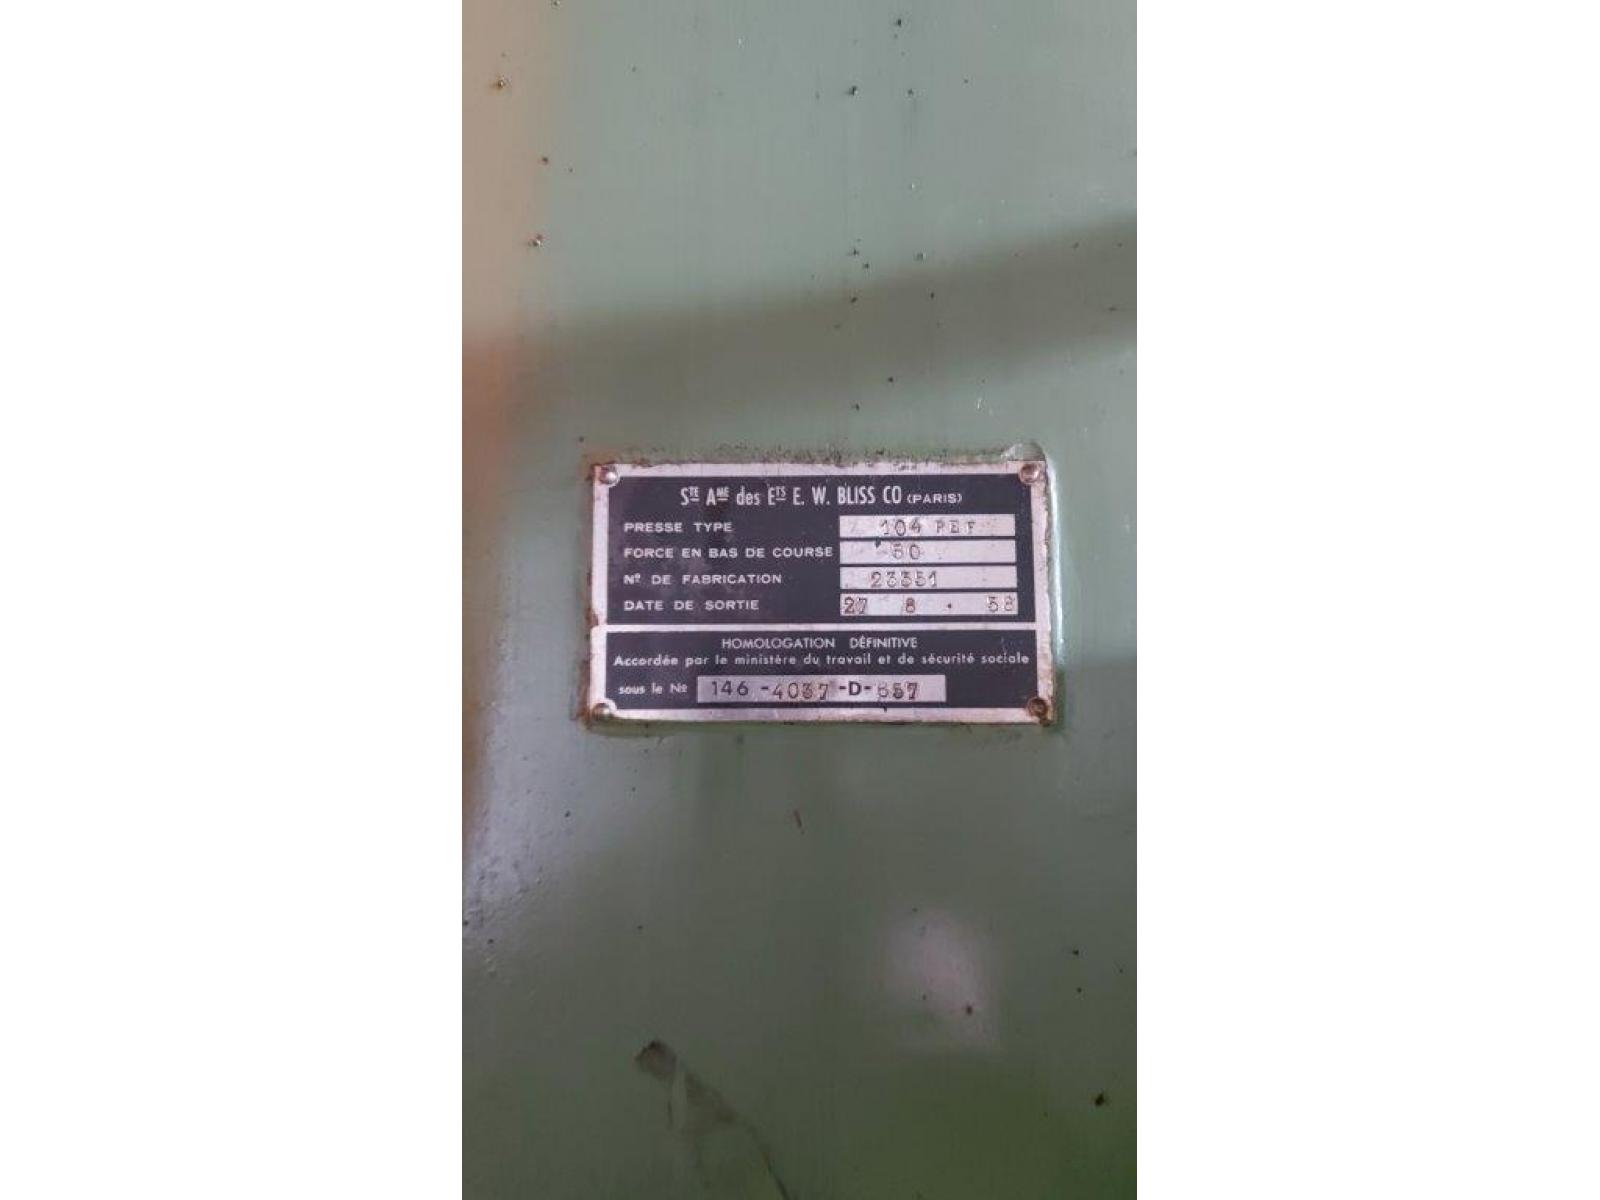 STE AME des ETS E. W. BLISS CO (PARIS)
PRESSE TYPE 104 PEF
FORCE EN BAS DE COURSE 60
Nº DE FABRICATION 23351
DATE DE SORTIE 27 8 . 58
HOMOLOGATION DÉFINITIVE
Accordée par le ministère du travail et de sécurité sociale
sous le Nº 146 -4037 -D- 857